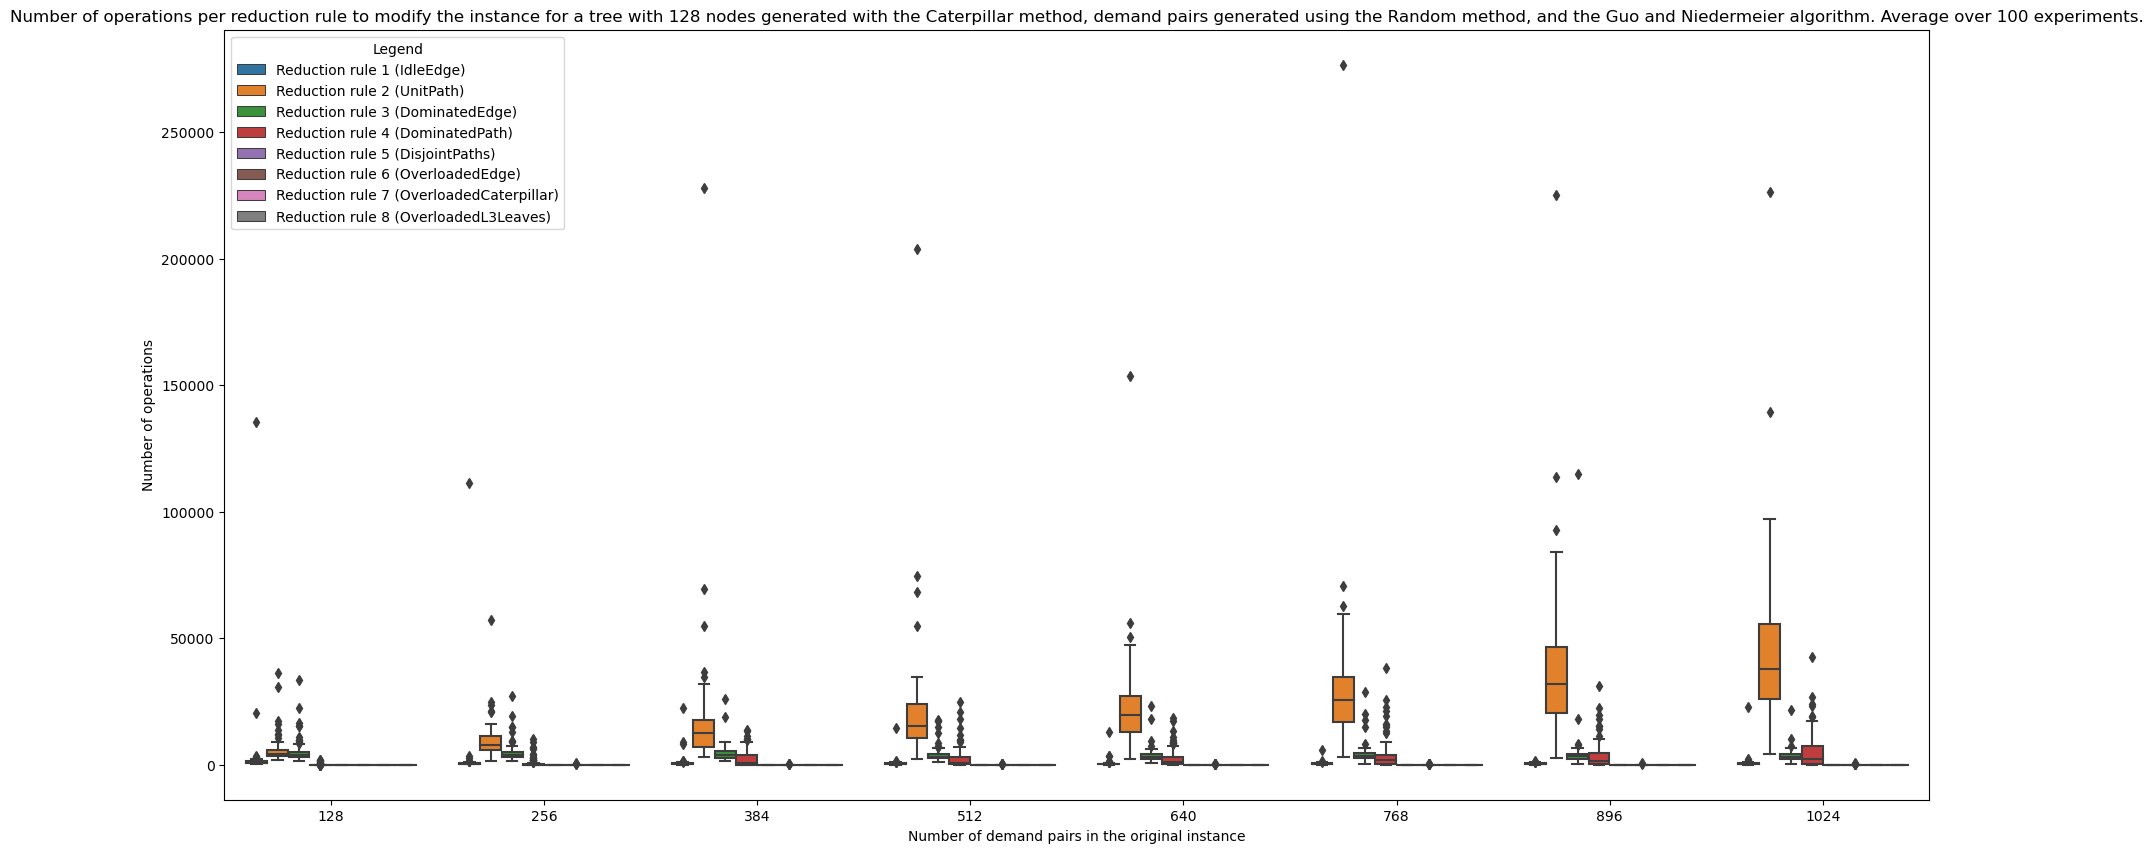 Number of operations per reduction rule to modify the instance for a tree with 128 nodes generated with the Caterpillar method, demand pairs generated using the Random method, and the Guo and Niedermeier algorithm. Average over 100 experiments.
Legend
Reduction rule 1 (IdleEdge)
Reduction rule 2 (UnitPath)
Reduction rule 3 (DominatedEdge)
Reduction rule 4 (DominatedPath)
Reduction rule 5 (DisjointPaths)
Reduction rule 6 (OverloadedEdge)
Reduction rule 7 (OverloadedCaterpillar)
Reduction rule 8 (OverloadedL3Leaves)
Number of operations
250000
200000
150000
100000
50000
0
128 256 384 512 640 768 896 1024
Number of demand pairs in the original instance